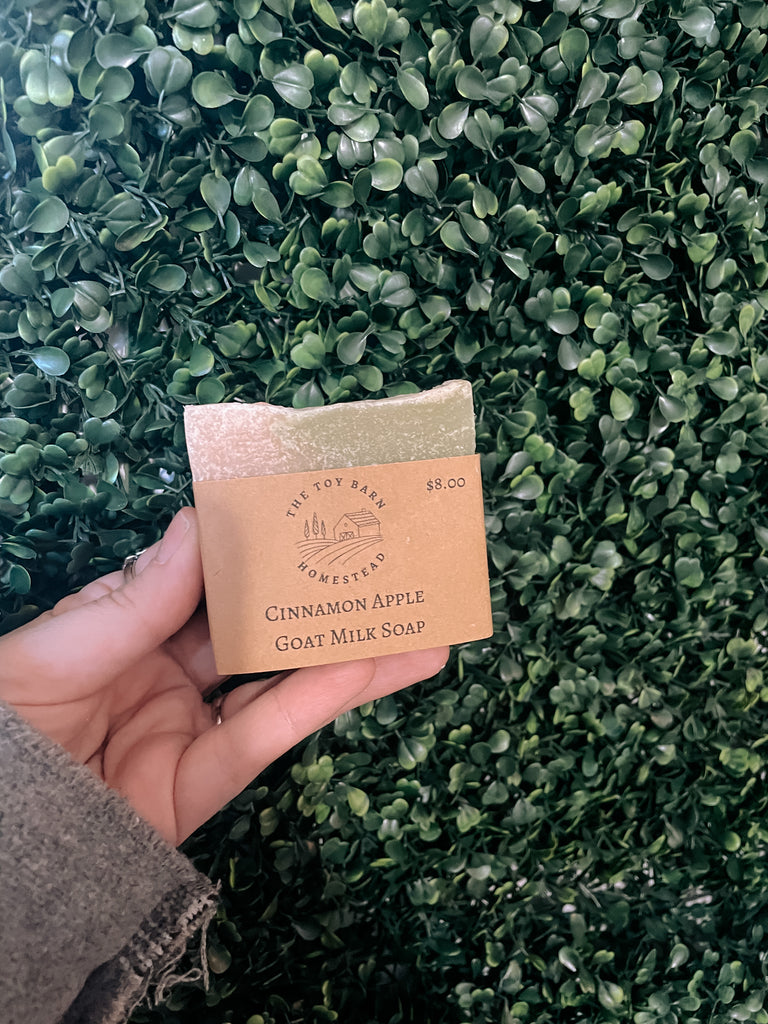 THE TOY BARN
HOMESTEAD
$8.00
Cinnamon Apple
Goat Milk Soap